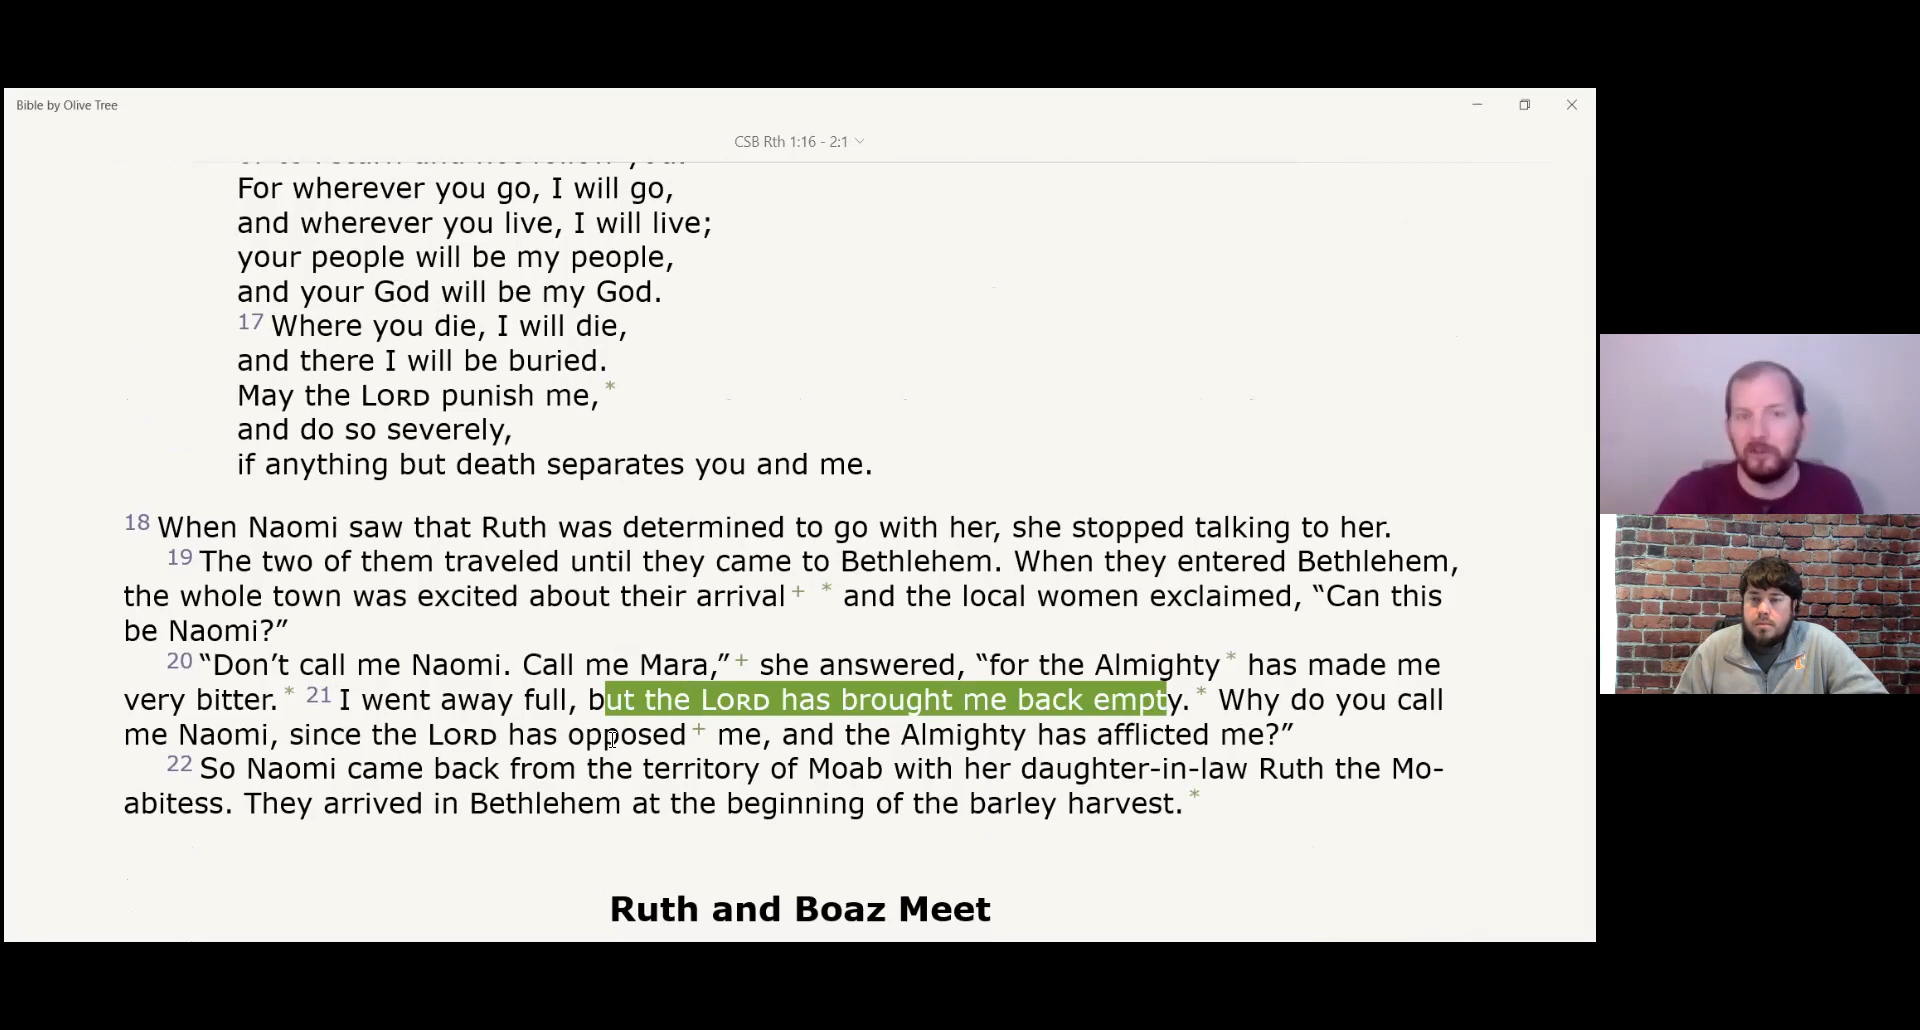 Bible by Olive Tree
CSB Rth 1:16 - 2:1
For wherever you go, I will go,
and wherever you live, I will live;
your people will be my people,
and your God will be my God.
17 Where you die, I will die,
and there I will be buried.
May the LORD punish me,*
and do so severely,
if anything but death separates you and me.
18 When Naomi saw that Ruth was determined to go with her, she stopped talking to her.
19 The two of them traveled until they came to Bethlehem. When they entered Bethlehem,
the whole town was excited about their arrival+ * and the local women exclaimed, “Can this
be Naomi?”
20 “Don’t call me Naomi. Call me Mara,”+ she answered, “for the Almighty* has made me
very bitter.* 21 I went away full, but the LORD has brought me back empty.* Why do you call
me Naomi, since the LORD has opposed+ me, and the Almighty has afflicted me?”
22 So Naomi came back from the territory of Moab with her daughter-in-law Ruth the Mo-
abitess. They arrived in Bethlehem at the beginning of the barley harvest.*
Ruth and Boaz Meet